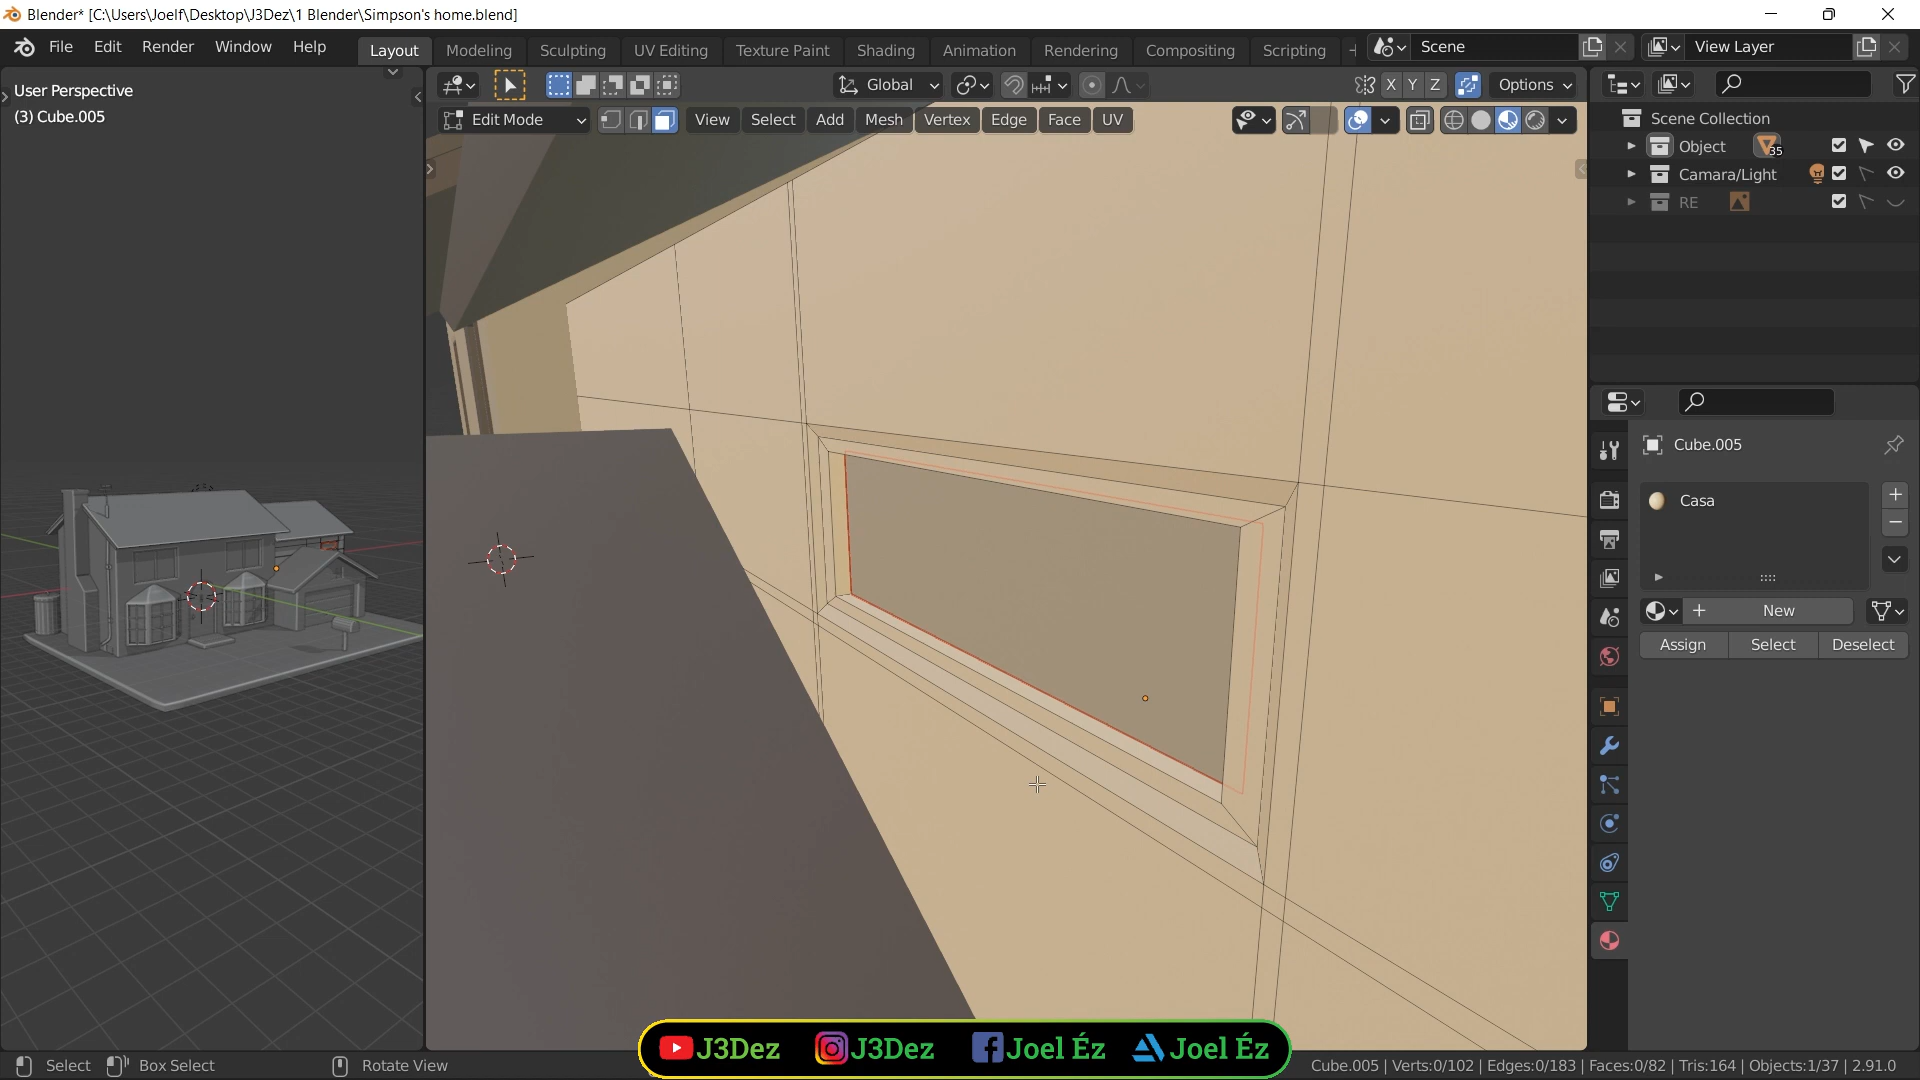 Blender* [C:\Users\Joelf\Desktop\J3Dez\1 Blender\Simpson's home.blend]
File Edit Render Window Help Layout Modeling Sculpting UV Editing Texture Paint Shading Animation Rendering Compositing Scripting Scene View Layer
User Perspective
(3) Cube.005
Global X Y Z Options
Edit Mode View Select Add Mesh Vertex Edge Face UV
Scene Collection
Object 35
Camara/Light
RE
Cube.005
Casa
New
Assign Select Deselect
J3Dez J3Dez Joel Éz Joel Éz
Select Box Select Rotate View Cube.005 | Verts:0/102 | Edges:0/183 | Faces:0/82 | Tris:164 | Objects:1/37 | 2.91.0